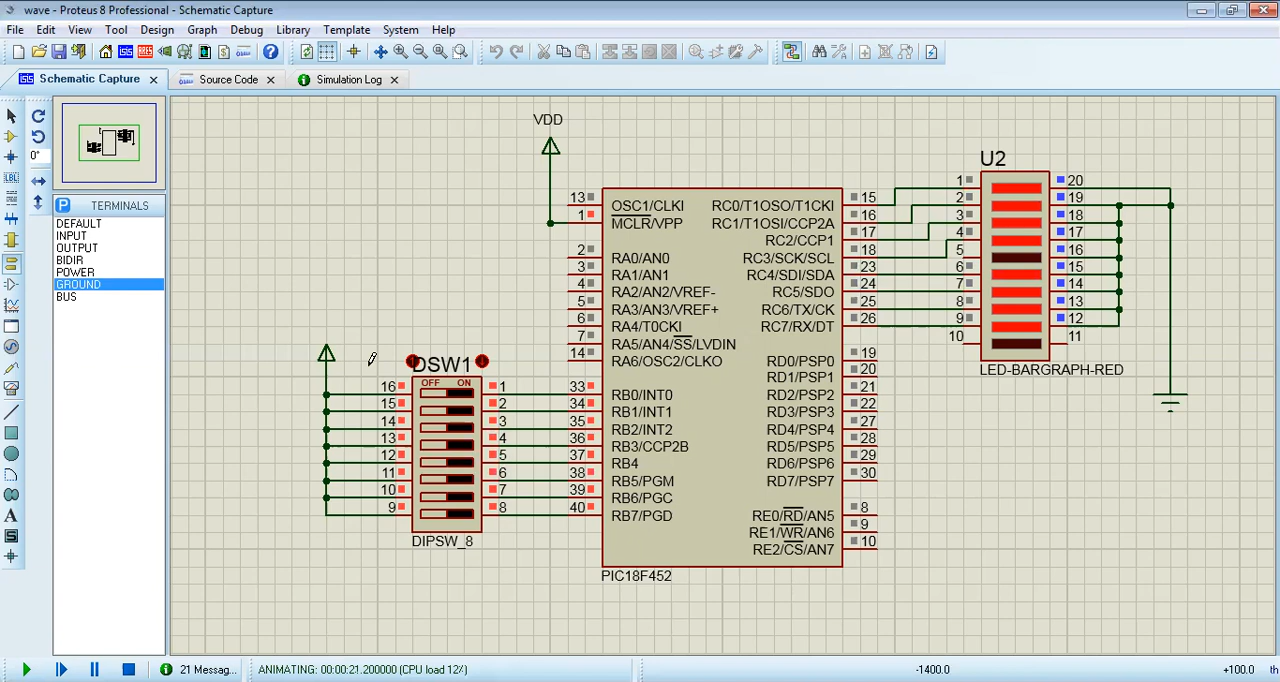 wave - Proteus 8 Professional - Schematic Capture
File Edit View Tool Design Graph Debug Library Template System Help
Schematic Capture Source Code Simulation Log
0°
LBL
P TERMINALS
DEFAULT
INPUT
OUTPUT
BIDIR
POWER
GROUND
BUS
A
VDD
13 OSC1/CLKI
1 MCLR/VPP
2 RA0/AN0
3 RA1/AN1
4 RA2/AN2/VREF-
5 RA3/AN3/VREF+
6 RA4/T0CKI
7 RA5/AN4/SS/LVDIN
14 RA6/OSC2/CLKO
33 RB0/INT0
34 RB1/INT1
35 RB2/INT2
36 RB3/CCP2B
37 RB4
38 RB5/PGM
39 RB6/PGC
40 RB7/PGD
RC0/T1OSO/T1CKI 15
RC1/T1OSI/CCP2A 16
RC2/CCP1 17
RC3/SCK/SCL 18
RC4/SDI/SDA 23
RC5/SDO 24
RC6/TX/CK 25
RC7/RX/DT 26
RD0/PSP0 19
RD1/PSP1 20
RD2/PSP2 21
RD3/PSP3 22
RD4/PSP4 27
RD5/PSP5 28
RD6/PSP6 29
RD7/PSP7 30
RE0/RD/AN5 8
RE1/WR/AN6 9
RE2/CS/AN7 10
PIC18F452
DSW1
OFF ON
16 1
15 2
14 3
13 4
12 5
11 6
10 7
9 8
DIPSW_8
U2
1 20
2 19
3 18
4 17
5 16
6 15
7 14
8 13
9 12
10 11
LED-BARGRAPH-RED
21 Messag... ANIMATING: 00:00:21.200000 (CPU load 12%) -1400.0 +100.0 th